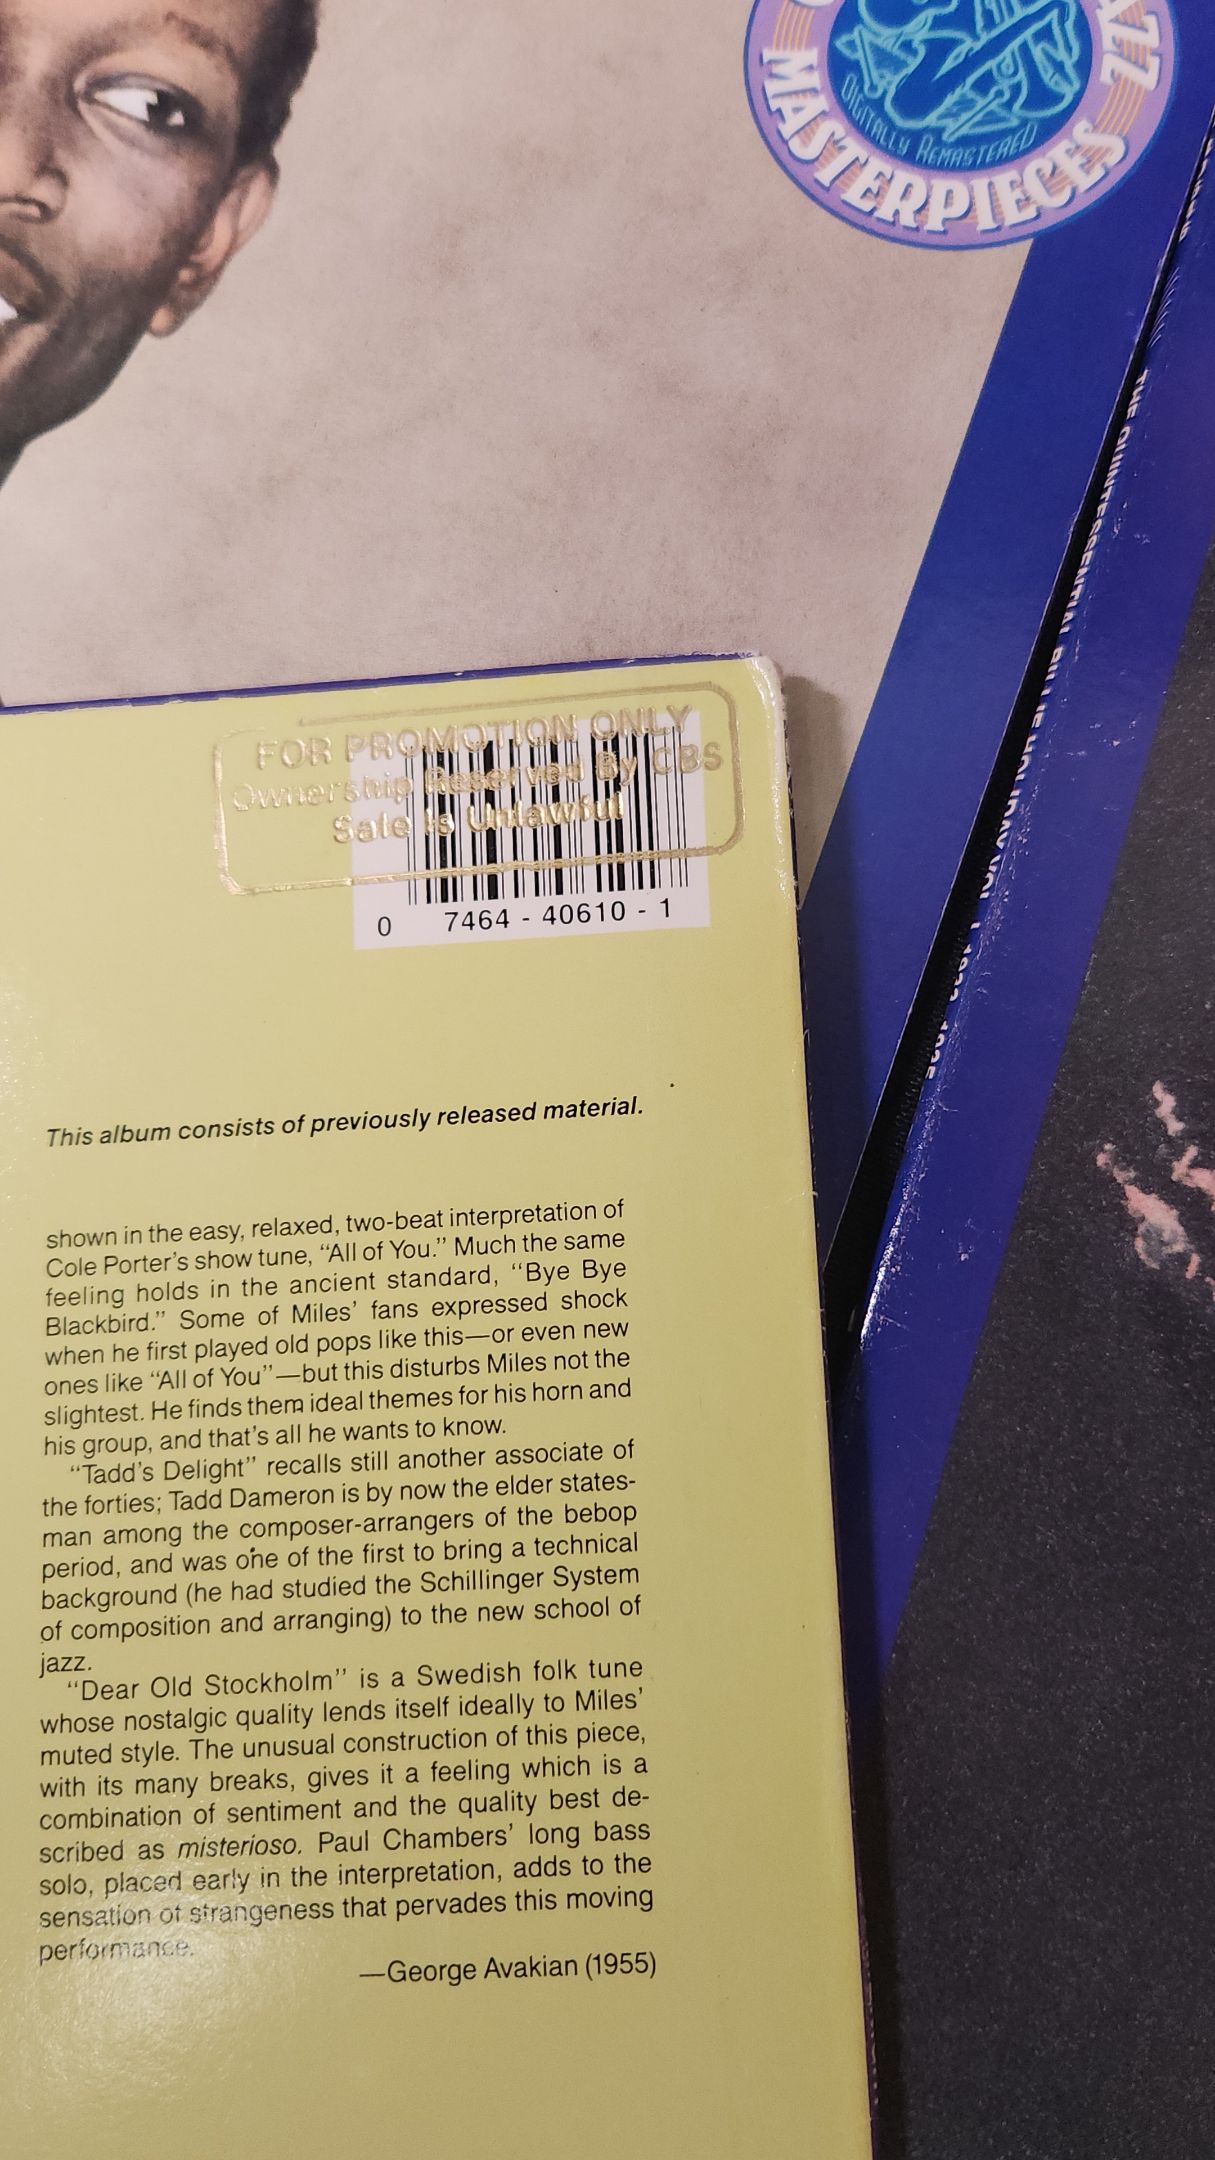 AZZ
MASTERPIECES
DIGITALLY REMASTERED
THE QUINTESSENTIAL BILLIE HOLIDAY VOL. 1 1933-1935
FOR PROMOTION ONLY
Ownership Reserved By CBS
Sale is Unlawful
0 7464 - 40610 - 1
This album consists of previously released material.
shown in the easy, relaxed, two-beat interpretation of
Cole Porter's show tune, “All of You.” Much the same
feeling holds in the ancient standard, “Bye Bye
Blackbird.” Some of Miles’ fans expressed shock
when he first played old pops like this—or even new
ones like “All of You”—but this disturbs Miles not the
slightest. He finds them ideal themes for his horn and
his group, and that’s all he wants to know.
“Tadd’s Delight” recalls still another associate of
the forties; Tadd Dameron is by now the elder states-
man among the composer-arrangers of the bebop
period, and was one of the first to bring a technical
background (he had studied the Schillinger System
of composition and arranging) to the new school of
jazz.
“Dear Old Stockholm” is a Swedish folk tune
whose nostalgic quality lends itself ideally to Miles’
muted style. The unusual construction of this piece,
with its many breaks, gives it a feeling which is a
combination of sentiment and the quality best de-
scribed as misterioso. Paul Chambers’ long bass
solo, placed early in the interpretation, adds to the
sensation of strangeness that pervades this moving
performance.
—George Avakian (1955)